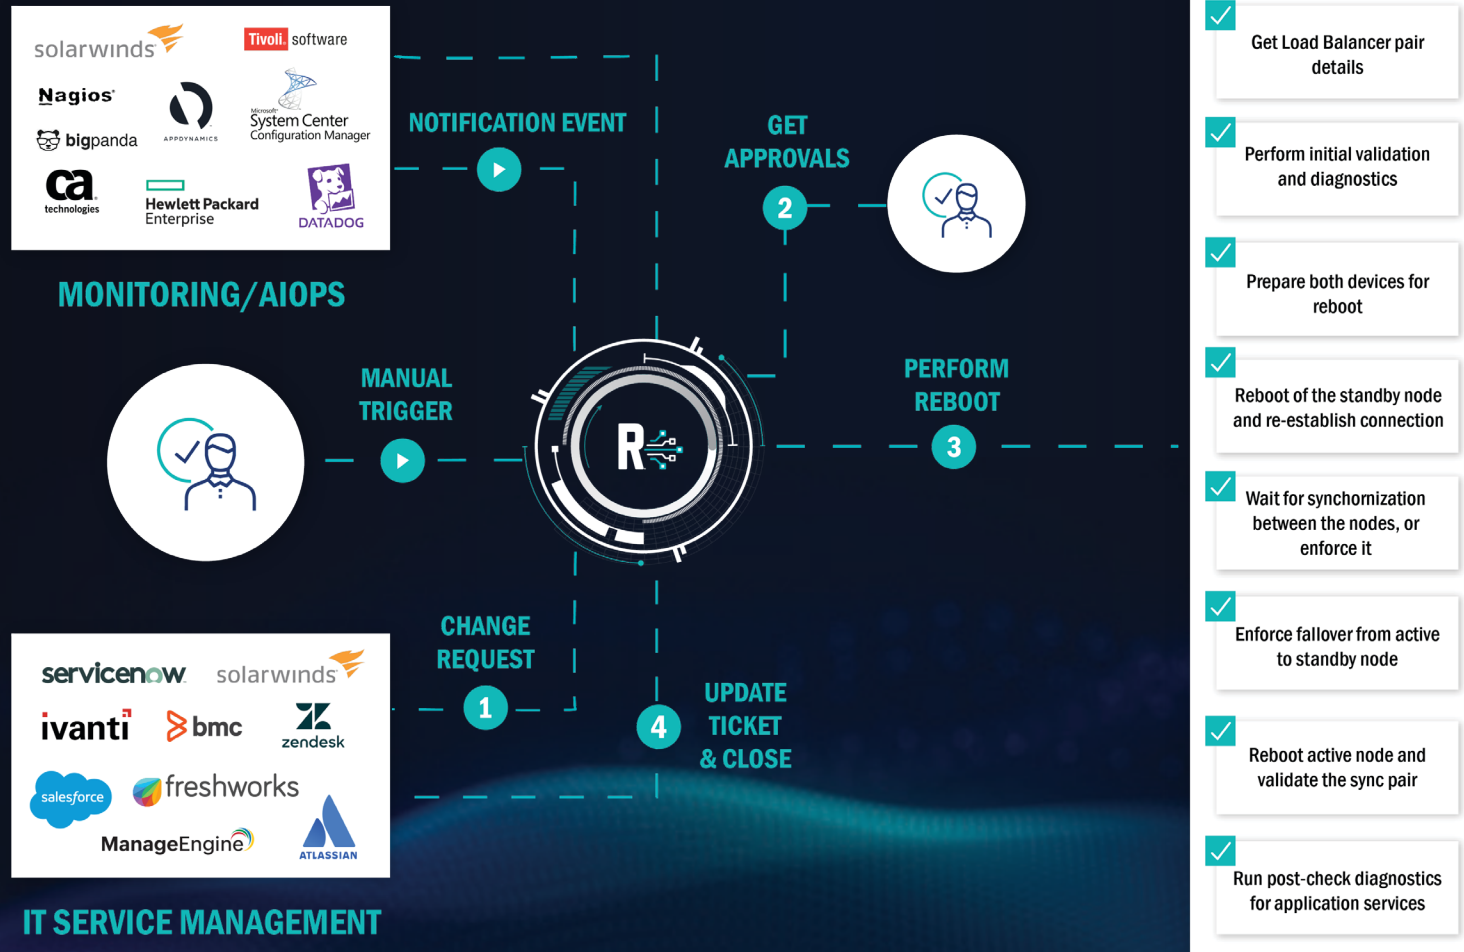 solarwinds
Tivoli. software
Nagios®
APPDYNAMICS
Microsoft®
System Center
Configuration Manager
bigpanda
ca
technologies
Hewlett Packard
Enterprise
DATADOG
MONITORING/AIOPS
NOTIFICATION EVENT
GET
APPROVALS
2
MANUAL
TRIGGER
R
PERFORM
REBOOT
3
CHANGE
REQUEST
1
UPDATE
TICKET
& CLOSE
4
servicenow
solarwinds
ivanti
bmc
zendesk
salesforce
freshworks
ManageEngine
ATLASSIAN
IT SERVICE MANAGEMENT
Get Load Balancer pair
details
Perform initial validation
and diagnostics
Prepare both devices for
reboot
Reboot of the standby node
and re-establish connection
Wait for synchornization
between the nodes, or
enforce it
Enforce fallover from active
to standby node
Reboot active node and
validate the sync pair
Run post-check diagnostics
for application services